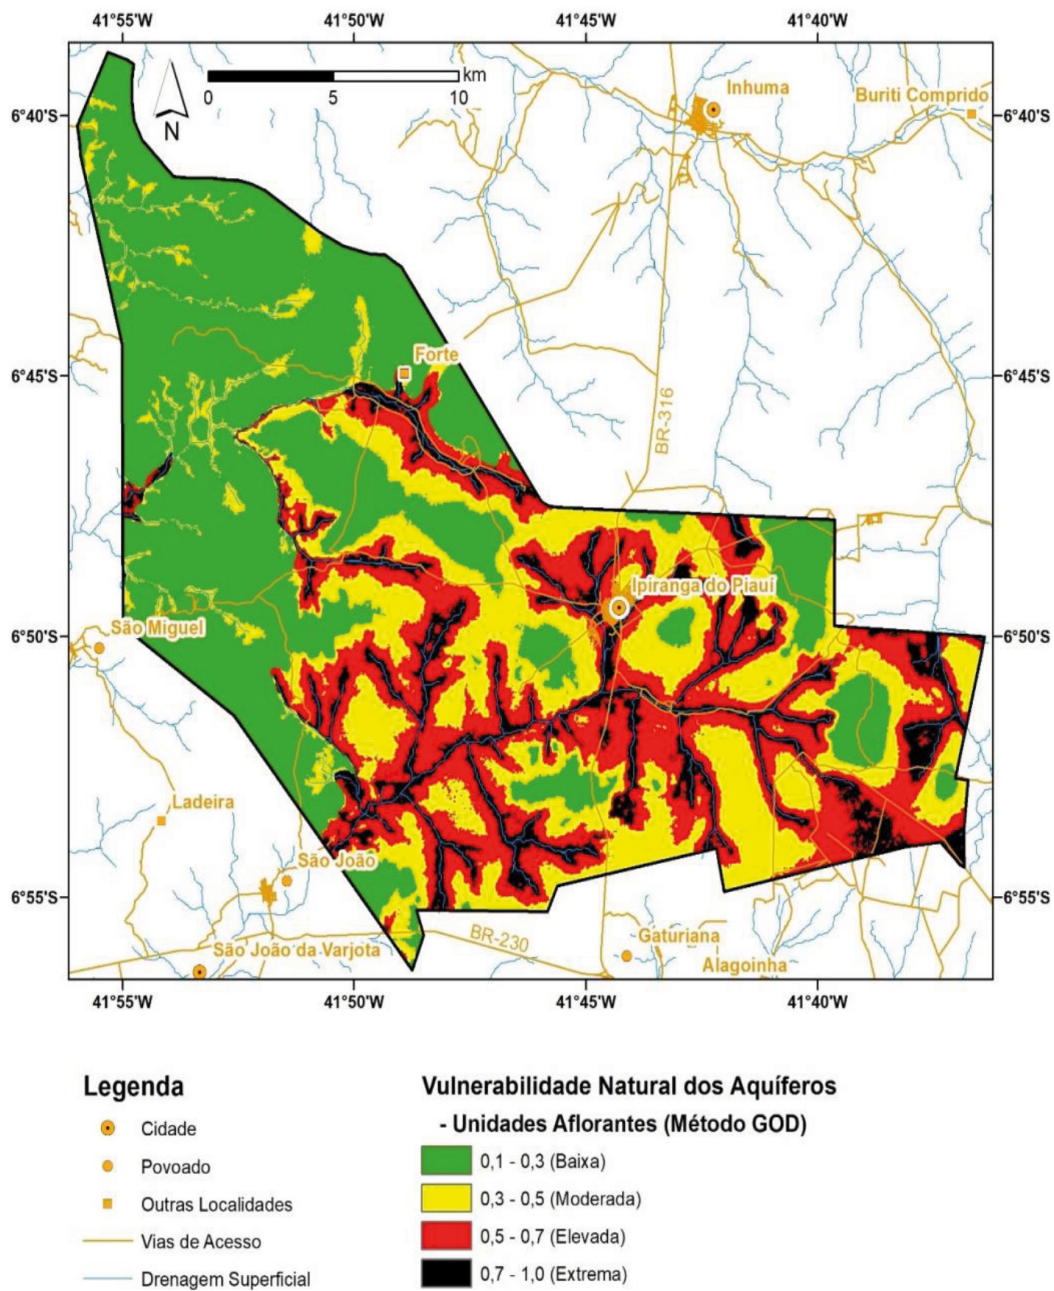 41°55'W 41°50'W 41°45'W 41°40'W
km
0 5 10
N
Inhuma
Buriti Comprido
6°40'S 6°40'S
Forte
6°45'S 6°45'S
BR-316
Ipiranga do Piauí
São Miguel
6°50'S 6°50'S
Ladeira
São João
6°55'S 6°55'S
São João da Varjota
BR-230
Gaturiana
Alagoinha
41°55'W 41°50'W 41°45'W 41°40'W
Legenda
Cidade
Povoado
Outras Localidades
Vias de Acesso
Drenagem Superficial
Vulnerabilidade Natural dos Aquíferos
- Unidades Aflorantes (Método GOD)
0,1 - 0,3 (Baixa)
0,3 - 0,5 (Moderada)
0,5 - 0,7 (Elevada)
0,7 - 1,0 (Extrema)